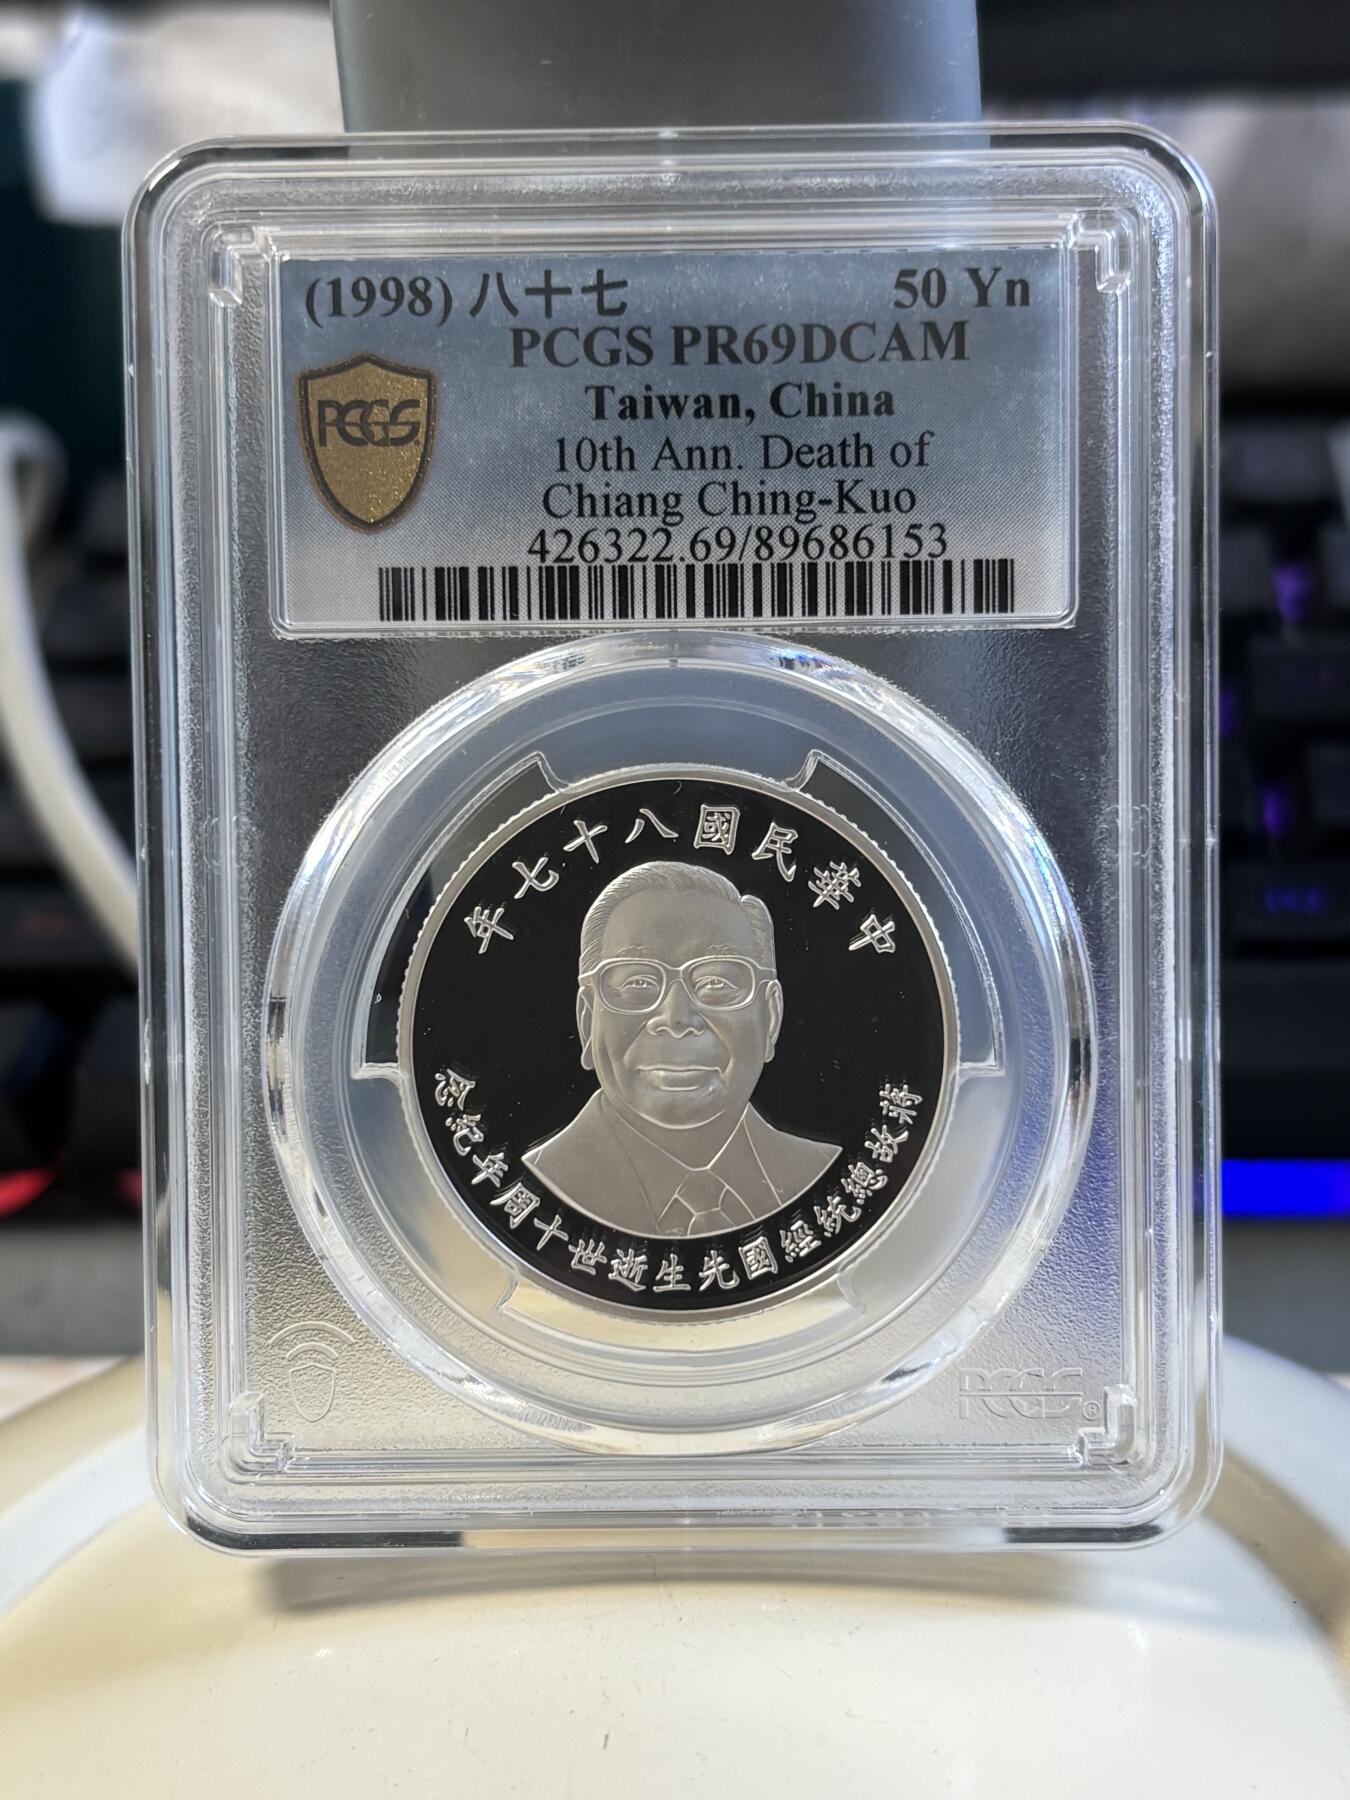 (1998) 八十七 50 Yn
PCGS PR69DCAM
Taiwan, China
10th Ann. Death of
Chiang Ching-Kuo
426322.69/89686153
PCGS
中華民國八十七年
蔣故總統經國先生逝世十周年紀念
PCGS